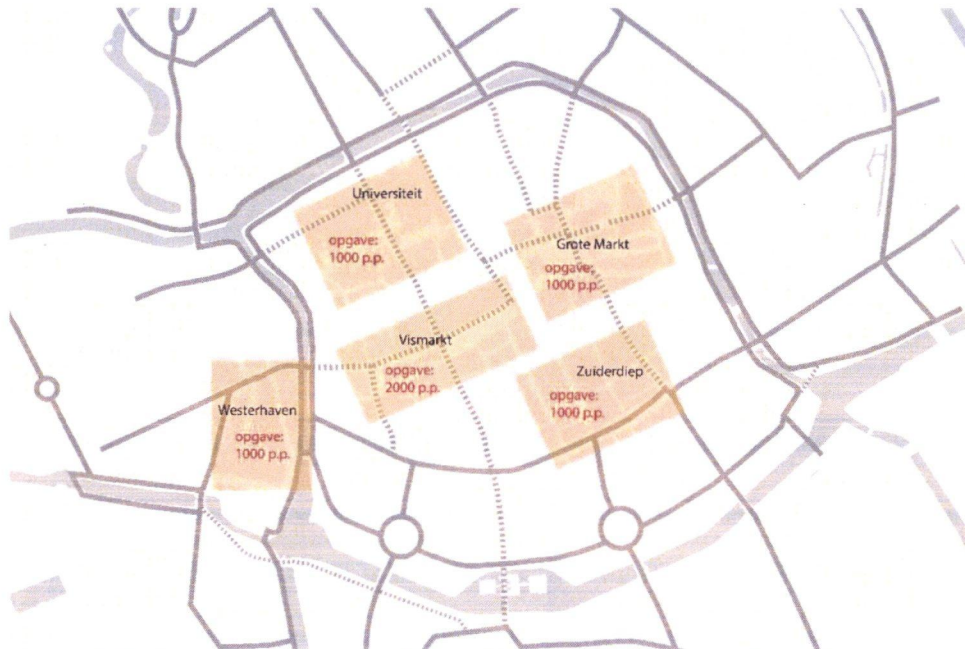 Universiteit
opgave:
1000 p.p.
Grote Markt
opgave:
1000 p.p.
Vismarkt
opgave:
2000 p.p.
Zuiderdiep
opgave:
1000 p.p.
Westerhaven
opgave:
1000 p.p.